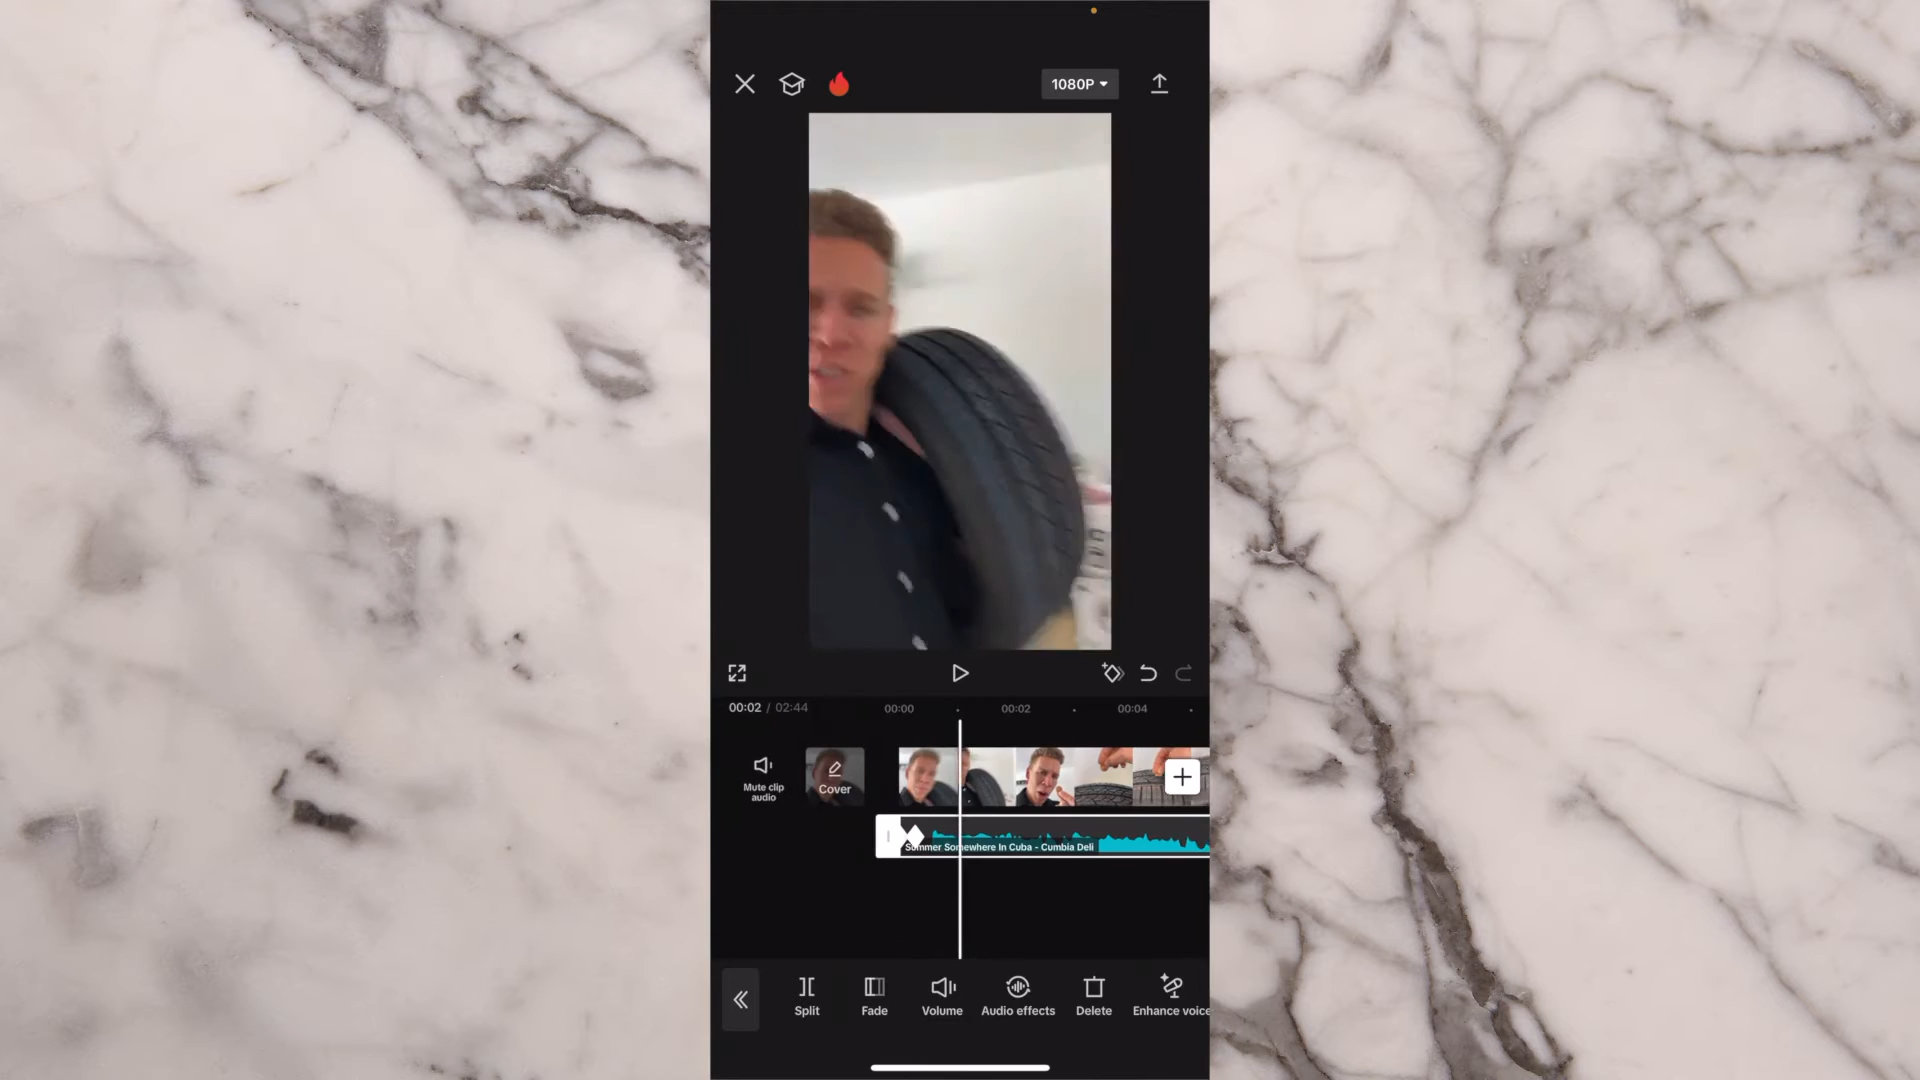 1080P
00:02 / 02:44
00:00
00:02
00:04
Mute clip
audio
Cover
Summer Somewhere In Cuba - Cumbia Deli
Split
Fade
Volume
Audio effects
Delete
Enhance voice